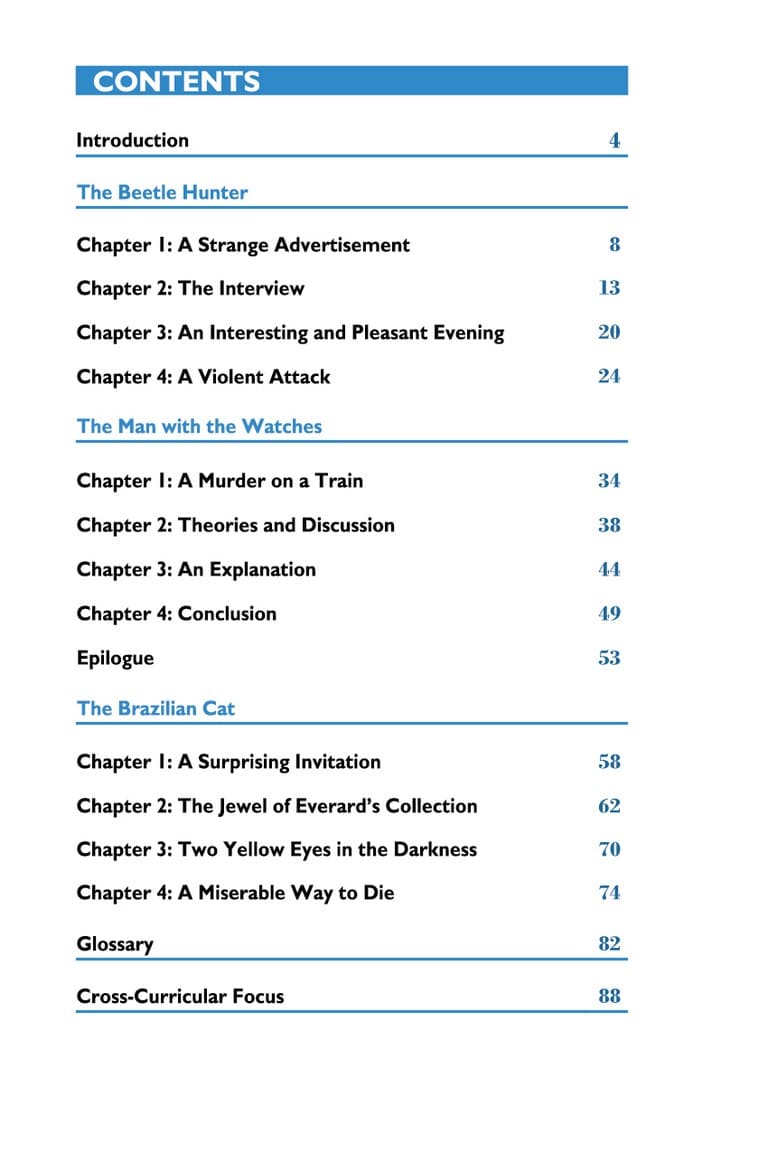 CONTENTS
Introduction 4
The Beetle Hunter
Chapter 1: A Strange Advertisement 8
Chapter 2: The Interview 13
Chapter 3: An Interesting and Pleasant Evening 20
Chapter 4: A Violent Attack 24
The Man with the Watches
Chapter 1: A Murder on a Train 34
Chapter 2: Theories and Discussion 38
Chapter 3: An Explanation 44
Chapter 4: Conclusion 49
Epilogue 53
The Brazilian Cat
Chapter 1: A Surprising Invitation 58
Chapter 2: The Jewel of Everard’s Collection 62
Chapter 3: Two Yellow Eyes in the Darkness 70
Chapter 4: A Miserable Way to Die 74
Glossary 82
Cross-Curricular Focus 88